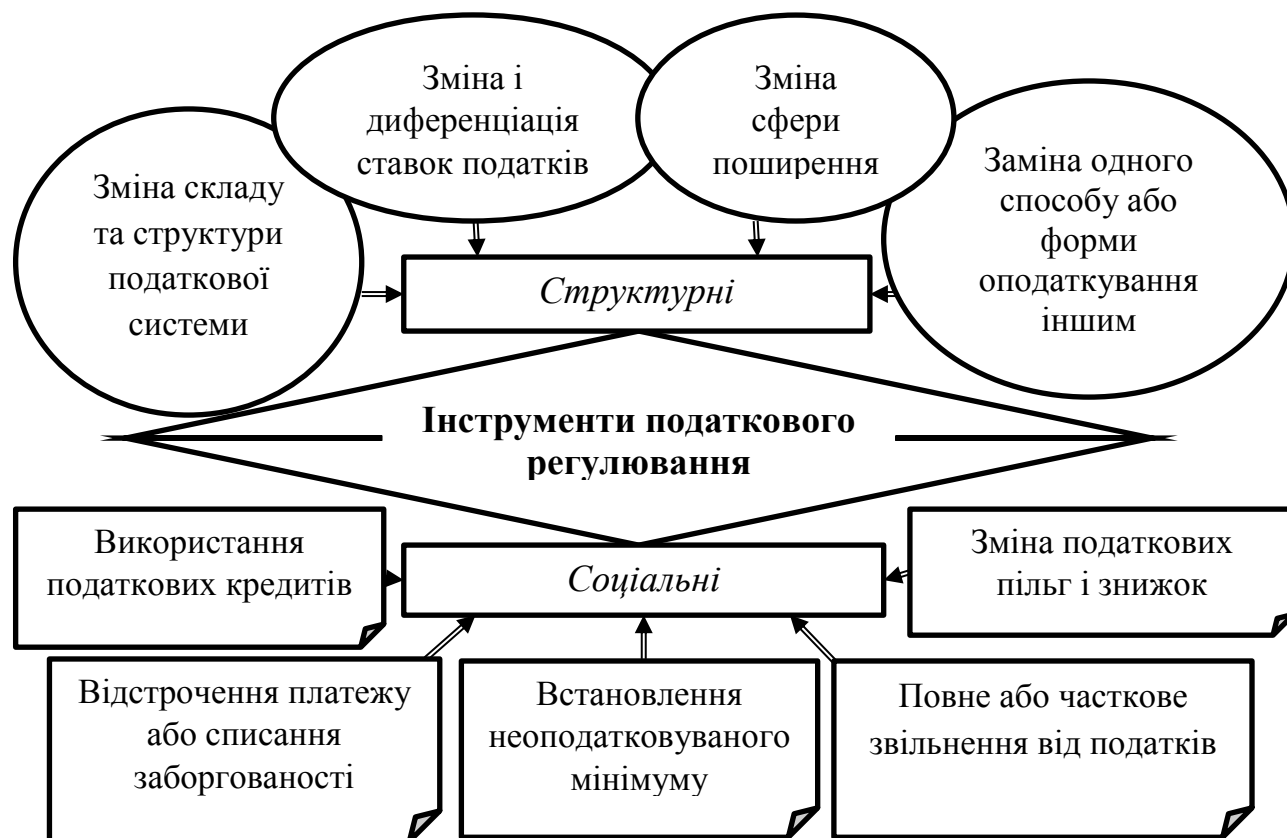 Зміна складу
та структури
податкової
системи
Зміна і
диференціація
ставок податків
Зміна
сфери
поширення
Заміна одного
способу або
форми
оподаткування
іншим
Структурні
Інструменти податкового
регулювання
Використання
податкових кредитів
Соціальні
Зміна податкових
пільг і знижок
Відстрочення платежу
або списання
заборгованості
Встановлення
неоподатковуваного
мінімуму
Повне або часткове
звільнення від податків